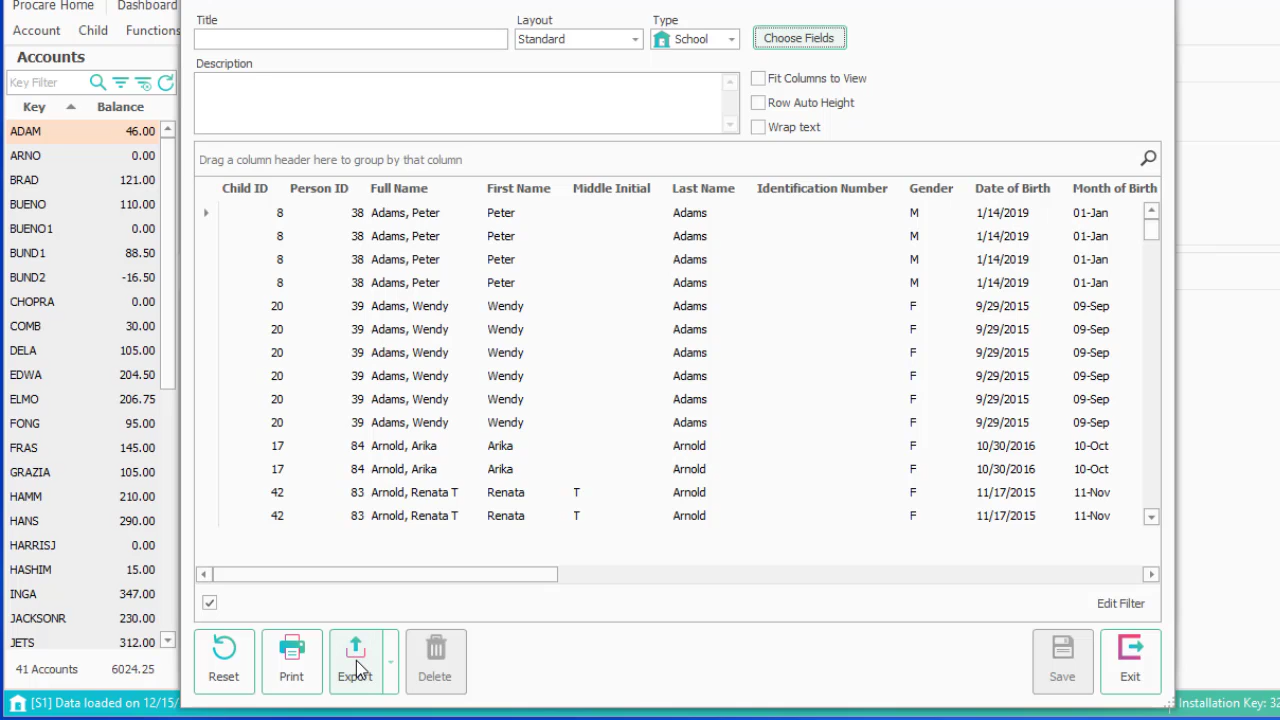 Procare Home Dashboard
Account Child Functions
Accounts
Key Filter
Key Balance
ADAM 46.00
ARNO 0.00
BRAD 121.00
BUENO 110.00
BUENO1 0.00
BUND1 88.50
BUND2 -16.50
CHOPRA 0.00
COMB 30.00
DELA 105.00
EDWA 204.50
ELMO 206.75
FONG 95.00
FRAS 145.00
GRAZIA 105.00
HAMM 210.00
HANS 290.00
HARRISJ 0.00
HASHIM 15.00
INGA 347.00
JACKSONR 230.00
JETS 312.00
41 Accounts 6024.25
[S1] Data loaded on 12/15/
Title Layout Type
Standard School Choose Fields
Description
Fit Columns to View
Row Auto Height
Wrap text
Drag a column header here to group by that column
Child ID Person ID Full Name First Name Middle Initial Last Name Identification Number Gender Date of Birth Month of Birth
8 38 Adams, Peter Peter Adams M 1/14/2019 01-Jan
8 38 Adams, Peter Peter Adams M 1/14/2019 01-Jan
8 38 Adams, Peter Peter Adams M 1/14/2019 01-Jan
8 38 Adams, Peter Peter Adams M 1/14/2019 01-Jan
20 39 Adams, Wendy Wendy Adams F 9/29/2015 09-Sep
20 39 Adams, Wendy Wendy Adams F 9/29/2015 09-Sep
20 39 Adams, Wendy Wendy Adams F 9/29/2015 09-Sep
20 39 Adams, Wendy Wendy Adams F 9/29/2015 09-Sep
20 39 Adams, Wendy Wendy Adams F 9/29/2015 09-Sep
20 39 Adams, Wendy Wendy Adams F 9/29/2015 09-Sep
17 84 Arnold, Arika Arika Arnold F 10/30/2016 10-Oct
17 84 Arnold, Arika Arika Arnold F 10/30/2016 10-Oct
42 83 Arnold, Renata T Renata T Arnold F 11/17/2015 11-Nov
42 83 Arnold, Renata T Renata T Arnold F 11/17/2015 11-Nov
Edit Filter
Reset Print Export Delete Save Exit
Installation Key: 32